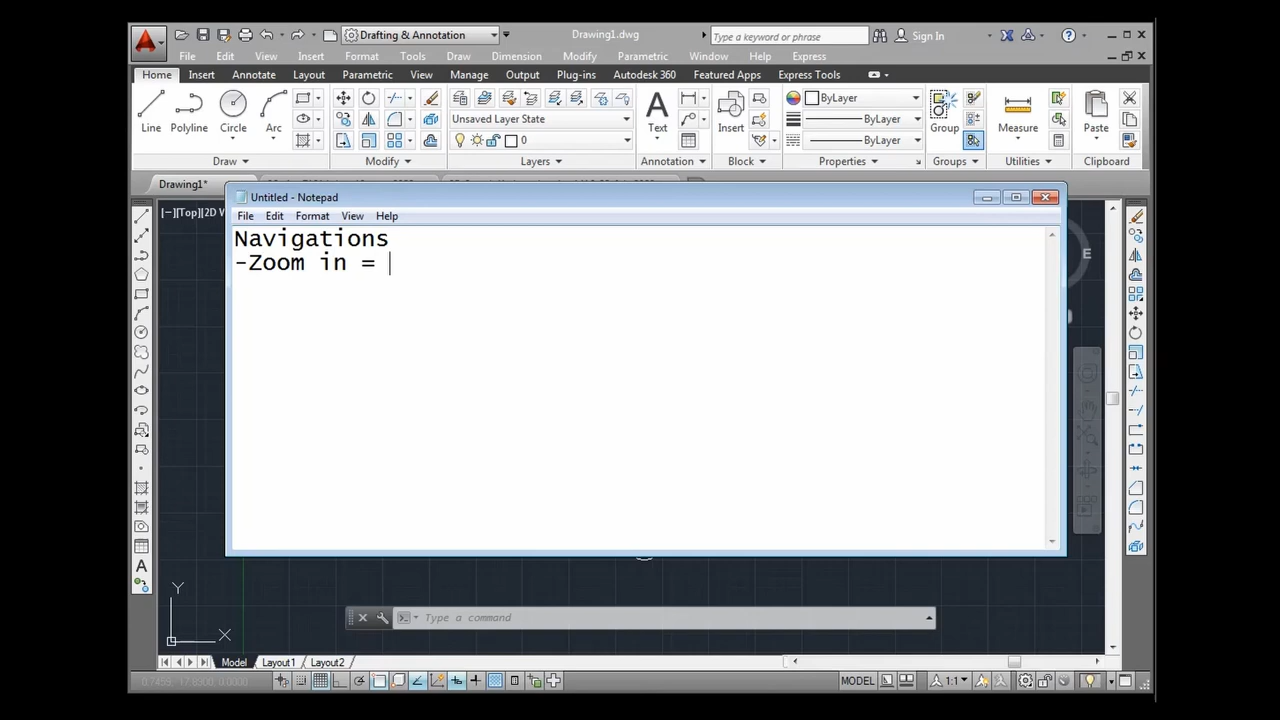 Drafting & Annotation
Drawing1.dwg
Type a keyword or phrase
Sign In
File Edit View Insert Format Tools Draw Dimension Modify Parametric Window Help Express
Home Insert Annotate Layout Parametric View Manage Output Plug-ins Autodesk 360 Featured Apps Express Tools
Line Polyline Circle Arc
Unsaved Layer State
0
Text
Insert
ByLayer
ByLayer
ByLayer
Group
Measure
Paste
Draw Modify Layers Annotation Block Properties Groups Utilities Clipboard
Drawing1*
[−][Top][2D W
Untitled - Notepad
File Edit Format View Help
Navigations
-Zoom in =
E
A
Y
X
Type a command
Model Layout1 Layout2
MODEL
1:1